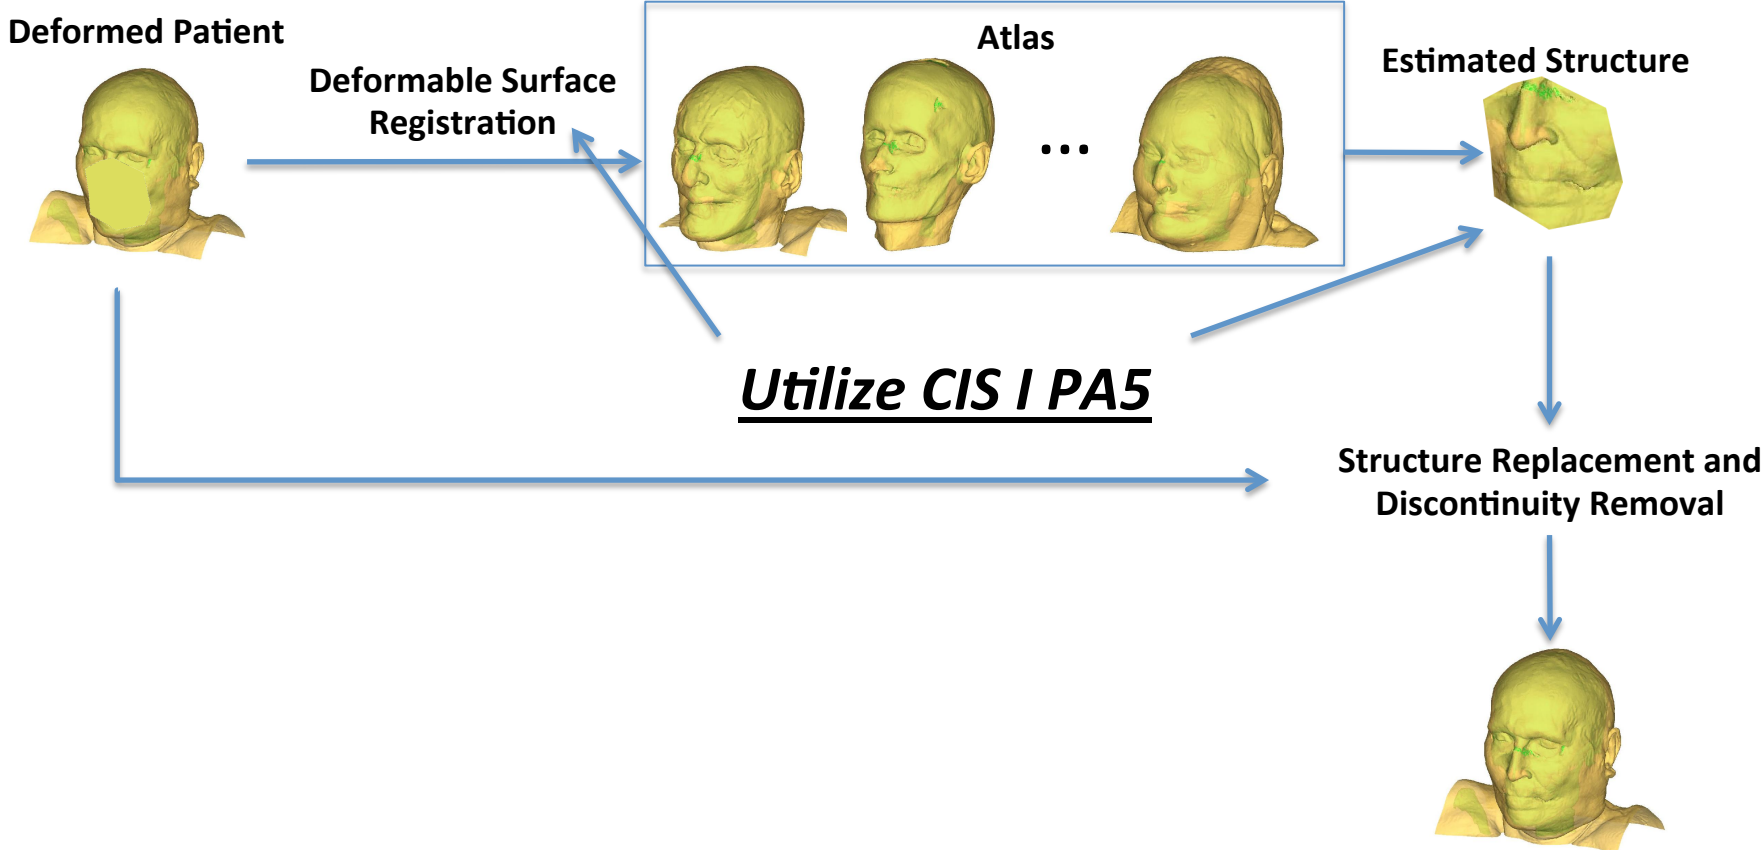 Deformed Patient
Deformable Surface
Registration
Atlas
...
Estimated Structure
Utilize CIS I PA5
Structure Replacement and
Discontinuity Removal